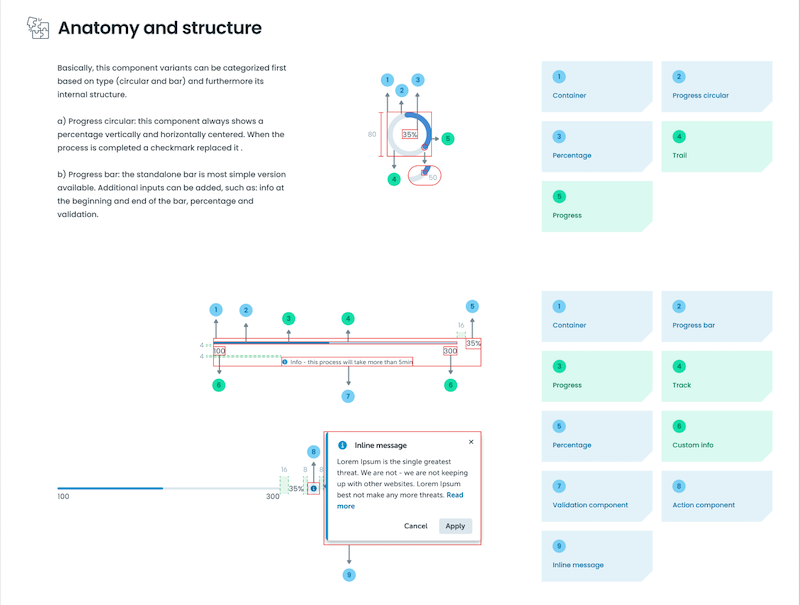 Anatomy and structure
Basically, this component variants can be categorized first
based on type (circular and bar) and furthermore its
internal structure.
a) Progress circular: this component always shows a
percentage vertically and horizontally centered. When the
process is completed a checkmark replaced it .
b) Progress bar: the standalone bar is most simple version
available. Additional inputs can be added, such as: info at
the beginning and end of the bar, percentage and
validation.
1
2
3
60
35%
5
4
50
1
Container
2
Progress circular
3
Percentage
4
Trail
5
Progress
1
2
3
4
5
16
4
35%
100
300
4
Info - this process will take more than 5min
6
6
7
1
Container
2
Progress bar
3
Progress
4
Track
5
Percentage
6
Custom info
7
Validation component
8
Action component
9
Inline message
8
16
8
8
35%
100
300
Inline message
Lorem Ipsum is the single greatest
threat. We are not - we are not keeping
up with other websites. Lorem Ipsum
best not make any more threats. Read
more
Cancel
Apply
9